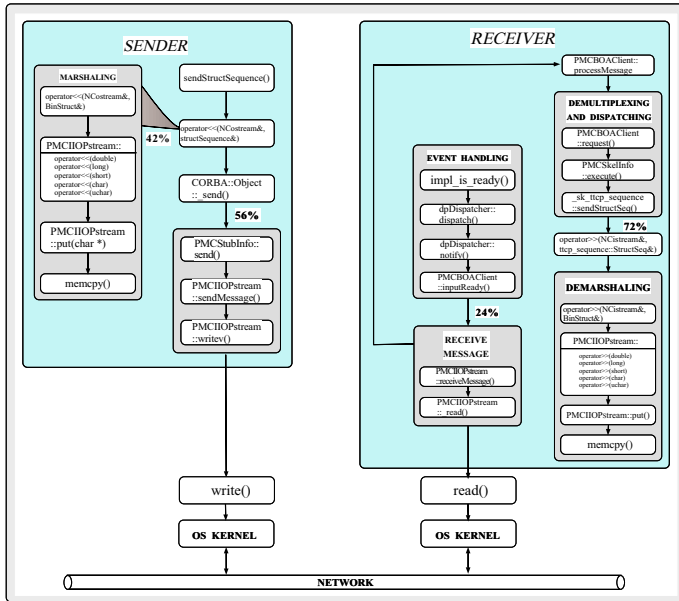 SENDER
MARSHALING
operator<<(NCostream&,
BinStruct&)
PMCIIOPstream::
operator<<(double)
operator<<(long)
operator<<(short)
operator<<(char)
operator<<(uchar)
PMCIIOPstream
::put(char *)
memcpy()
sendStructSequence()
operator<<(NCostream&,
structSequence&)
42%
CORBA::Object
::_send()
56%
PMCStubInfo::
send()
PMCIIOPstream
::sendMessage()
PMCIIOPstream
::writev()
write()
OS KERNEL
RECEIVER
EVENT HANDLING
impl_is_ready()
dpDispatcher::
dispatch()
dpDispatcher::
notify()
PMCBOAClient
::inputReady()
24%
RECEIVE
MESSAGE
PMCIIOPstream
::receiveMessage()
PMCIIOPstream
::_read()
read()
OS KERNEL
PMCBOAClient::
processMessage
DEMULTIPLEXING
AND DISPATCHING
PMCBOAClient
::request()
PMCSkelInfo
::execute()
_sk_ttcp_sequence
::sendStructSeq()
72%
operator>>(NCistream&,
ttcp_sequence::StructSeq&)
DEMARSHALING
operator>>(NCistream&,
BinStruct&)
PMCIIOPstream::
operator>>(double)
operator>>(long)
operator>>(short)
operator>>(char)
operator>>(uchar)
PMCIIOPstream::put()
memcpy()
NETWORK